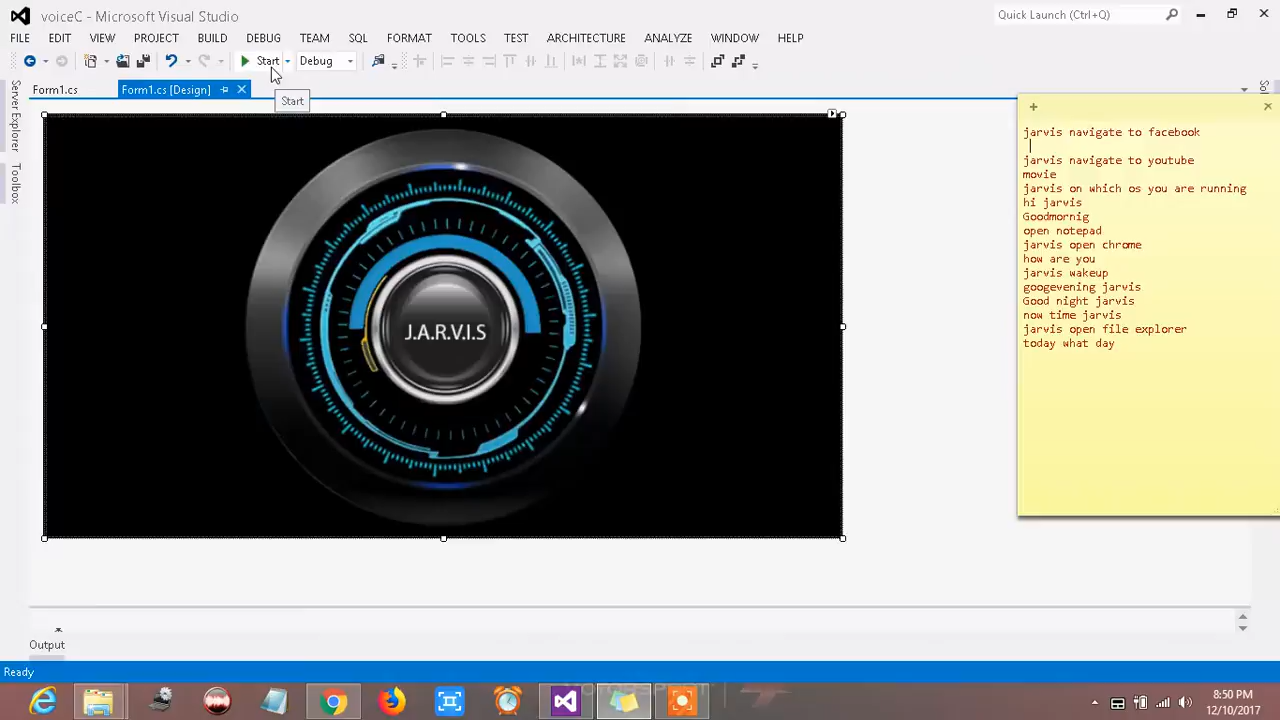 voiceC - Microsoft Visual Studio
Quick Launch (Ctrl+Q)
FILE EDIT VIEW PROJECT BUILD DEBUG TEAM SQL FORMAT TOOLS TEST ARCHITECTURE ANALYZE WINDOW HELP
Start Debug
Form1.cs Form1.cs [Design]
Start
Server Explorer
Toolbox
J.A.R.V.I.S
jarvis navigate to facebook
jarvis navigate to youtube
movie
jarvis on which os you are running
hi jarvis
Goodmornig
open notepad
jarvis open chrome
how are you
jarvis wakeup
googevening jarvis
Good night jarvis
now time jarvis
jarvis open file explorer
today what day
Output
Ready
8:50 PM
12/10/2017